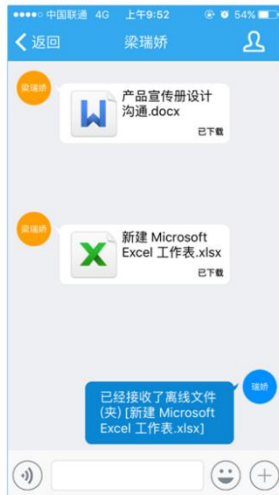 中国联通 4G 上午9:52 54%
返回 梁瑞娇
梁瑞娇
产品宣传册设计
沟通.docx
已下载
梁瑞娇
新建 Microsoft
Excel 工作表.xlsx
已下载
瑞娇
已经接收了离线文件
(夹) [新建 Microsoft
Excel 工作表.xlsx]